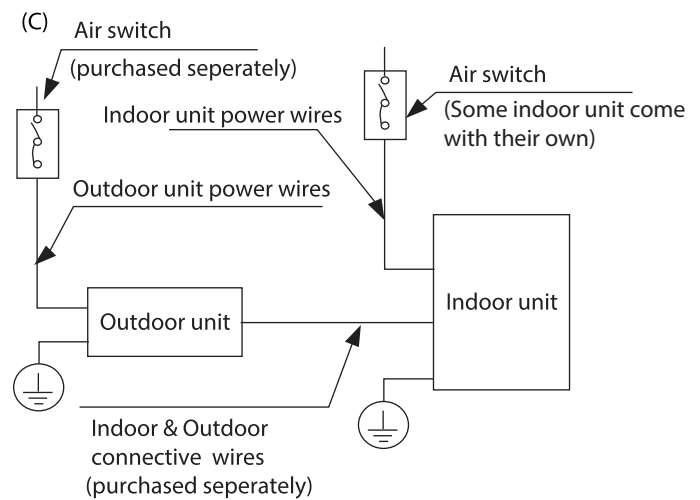 (C)
Air switch
(purchased seperately)
Air switch
(Some indoor unit come
with their own)
Indoor unit power wires
Outdoor unit power wires
Outdoor unit
Indoor unit
Indoor & Outdoor
connective wires
(purchased seperately)